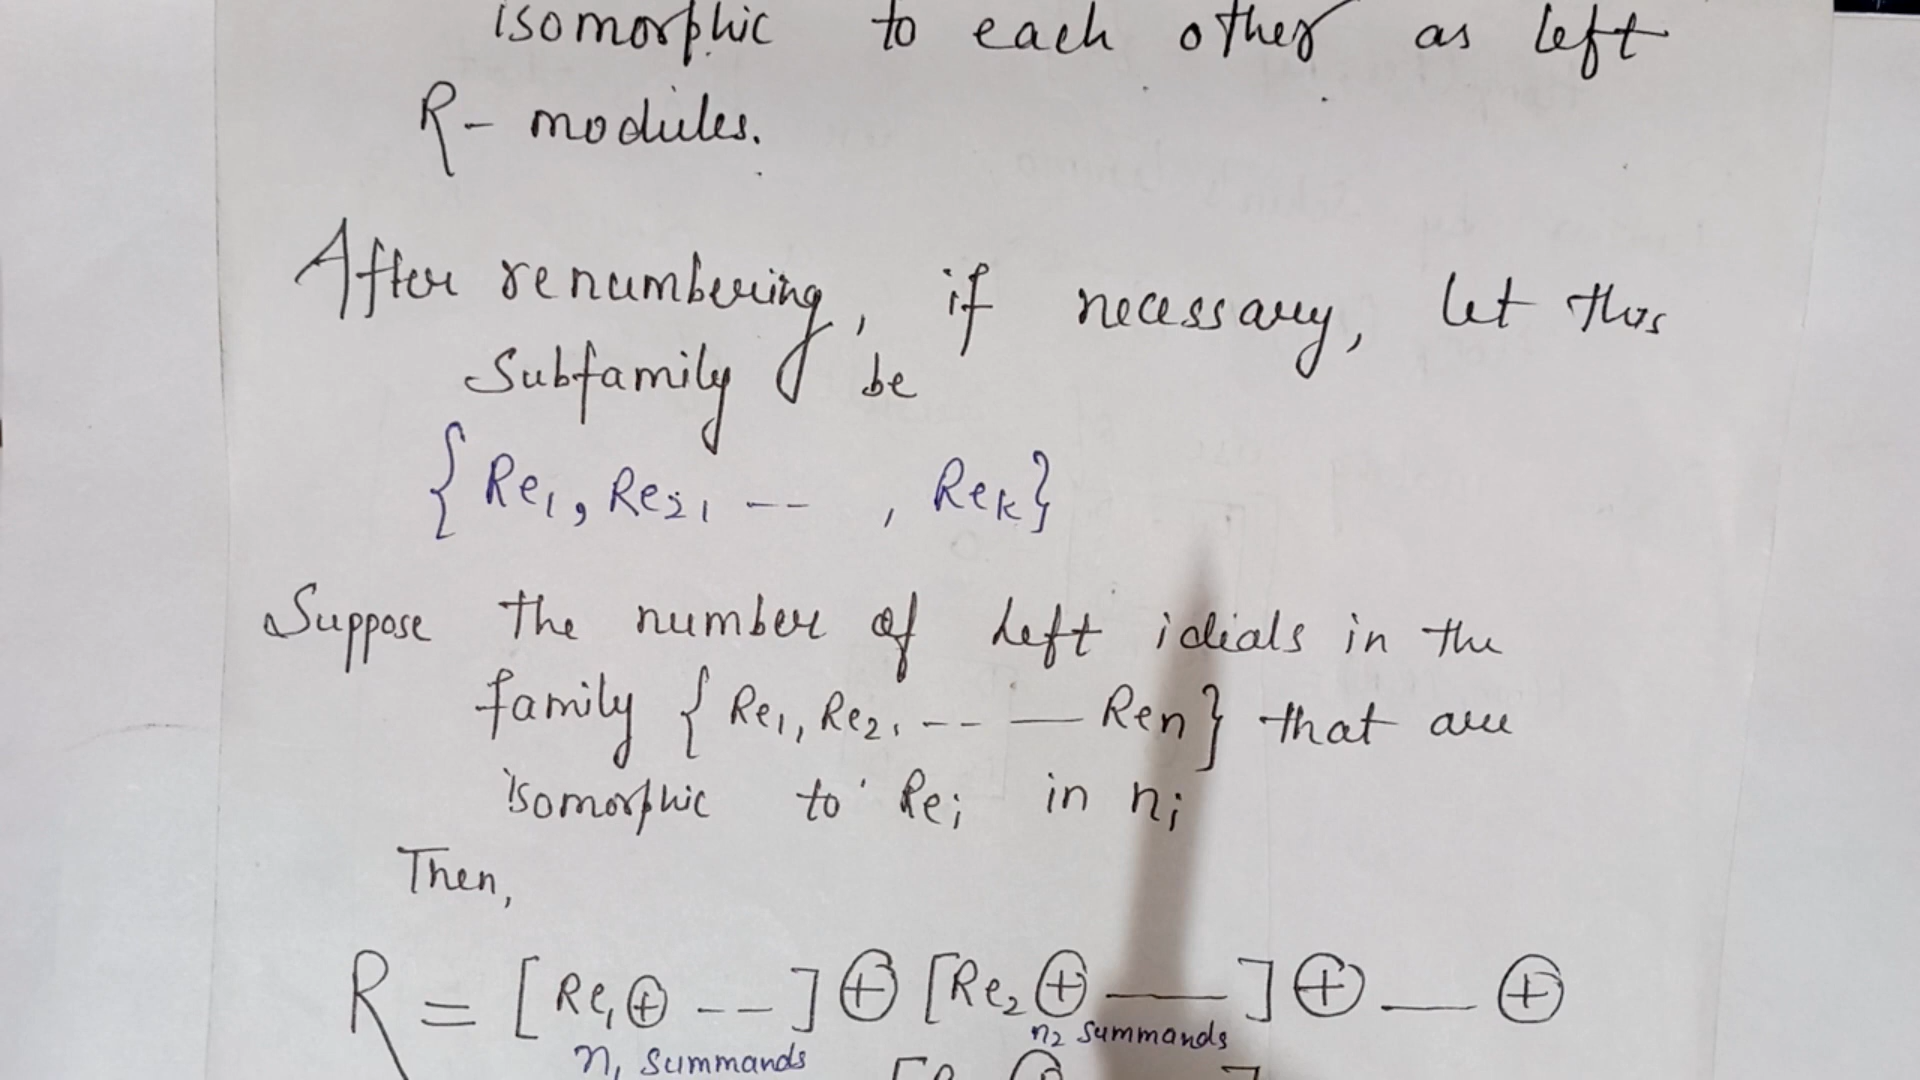 isomorphic to each other as left
R- modules.
After renumbering, if necessary, let this
Subfamily be
{ Re₁, Re₂, -- , Reₖ}
Suppose the number of left ideals in the
family { Re₁, Re₂, -- — Ren} that are
isomorphic to Reᵢ in nᵢ
Then,
R = [Re₁⊕ --] ⊕ [Re₂ ⊕ —] ⊕ — ⊕
n₁ summands n₂ summands